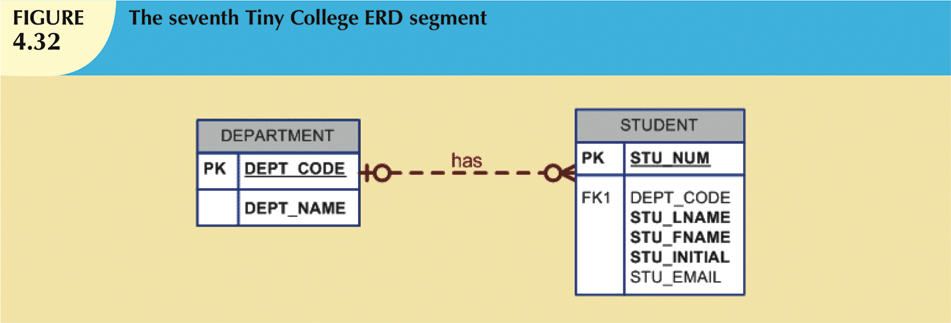 FIGURE
4.32
The seventh Tiny College ERD segment
DEPARTMENT
PK DEPT_CODE
DEPT_NAME
has
STUDENT
PK STU_NUM
FK1 DEPT_CODE
STU_LNAME
STU_FNAME
STU_INITIAL
STU_EMAIL